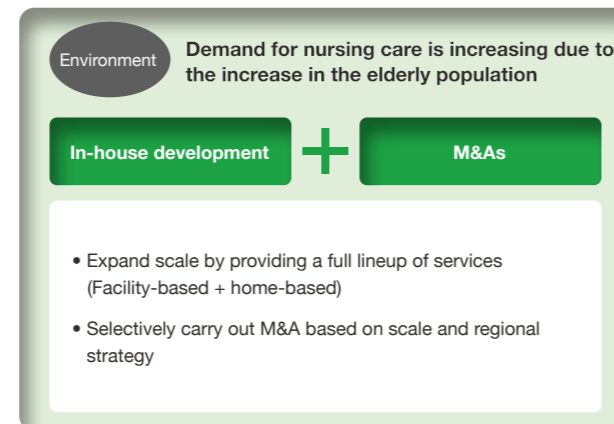 Environment
Demand for nursing care is increasing due to
the increase in the elderly population
In-house development + M&As
• Expand scale by providing a full lineup of services
(Facility-based + home-based)
• Selectively carry out M&A based on scale and regional
strategy